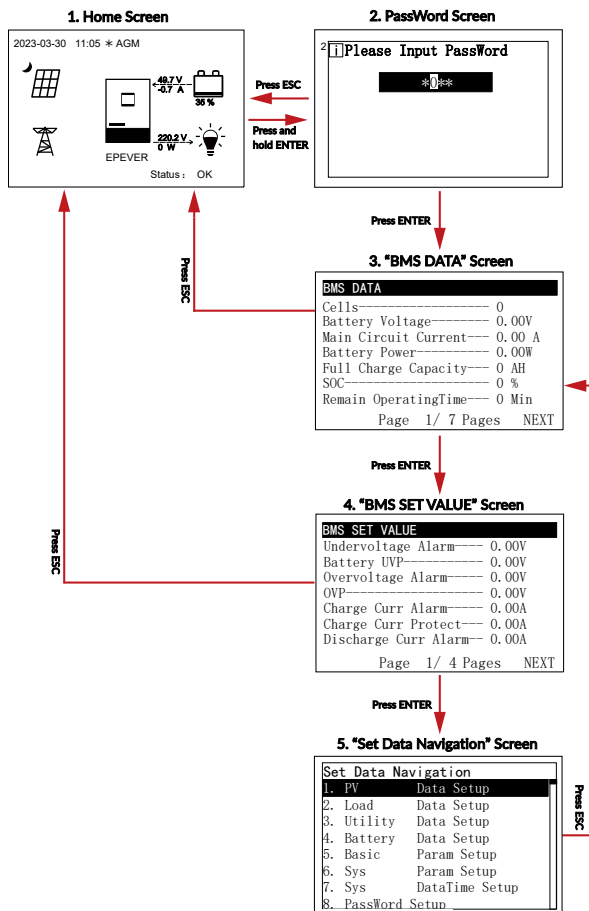 1. Home Screen
2. PassWord Screen
2023-03-30 11:05 ＊ AGM
49.7 V
-0.7 A
35 %
220.2 V
0 W
EPEVER
Status： OK
Press ESC
Press and
hold ENTER
2 i Please Input PassWord
*0**
Press ENTER
3. “BMS DATA” Screen
BMS DATA
Cells------------------ 0
Battery Voltage-------- 0.00V
Main Circuit Current--- 0.00 A
Battery Power---------- 0.00W
Full Charge Capacity--- 0 AH
SOC-------------------- 0 %
Remain OperatingTime--- 0 Min
Page 1/ 7 Pages NEXT
Press ESC
Press ENTER
4. “BMS SET VALUE” Screen
BMS SET VALUE
Undervoltage Alarm---- 0.00V
Battery UVP----------- 0.00V
Overvoltage Alarm----- 0.00V
OVP------------------- 0.00V
Charge Curr Alarm----- 0.00A
Charge Curr Protect--- 0.00A
Discharge Curr Alarm-- 0.00A
Page 1/ 4 Pages NEXT
Press ESC
Press ENTER
5. “Set Data Navigation” Screen
Set Data Navigation
1. PV Data Setup
2. Load Data Setup
3. Utility Data Setup
4. Battery Data Setup
5. Basic Param Setup
6. Sys Param Setup
7. Sys DataTime Setup
8. PassWord Setup
Press ESC